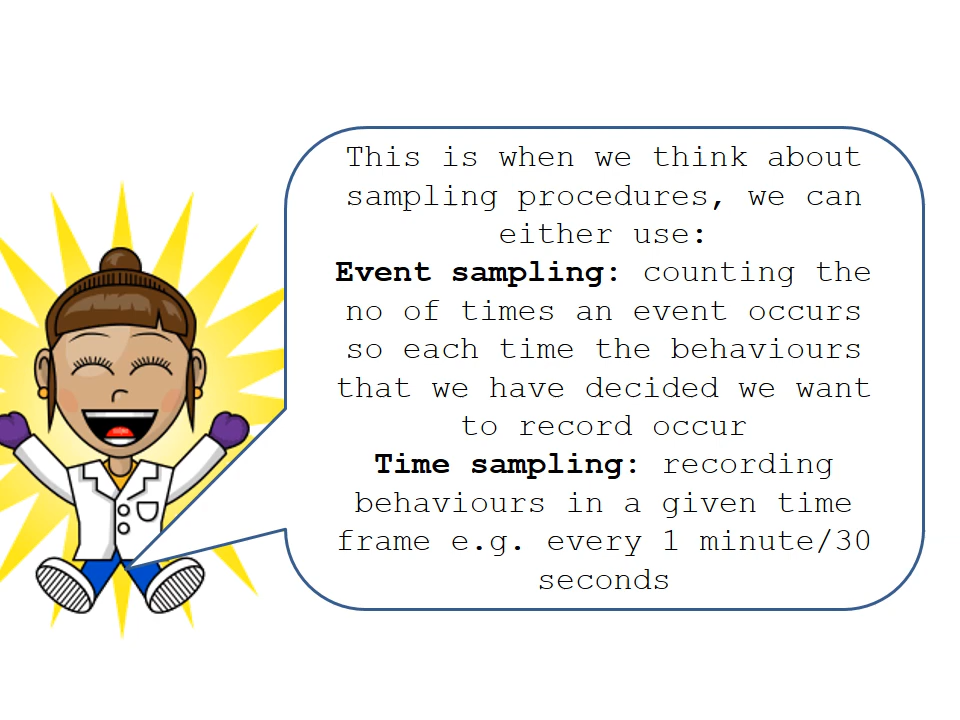 This is when we think about
sampling procedures, we can
either use:
Event sampling: counting the
no of times an event occurs
so each time the behaviours
that we have decided we want
to record occur
Time sampling: recording
behaviours in a given time
frame e.g. every 1 minute/30
seconds